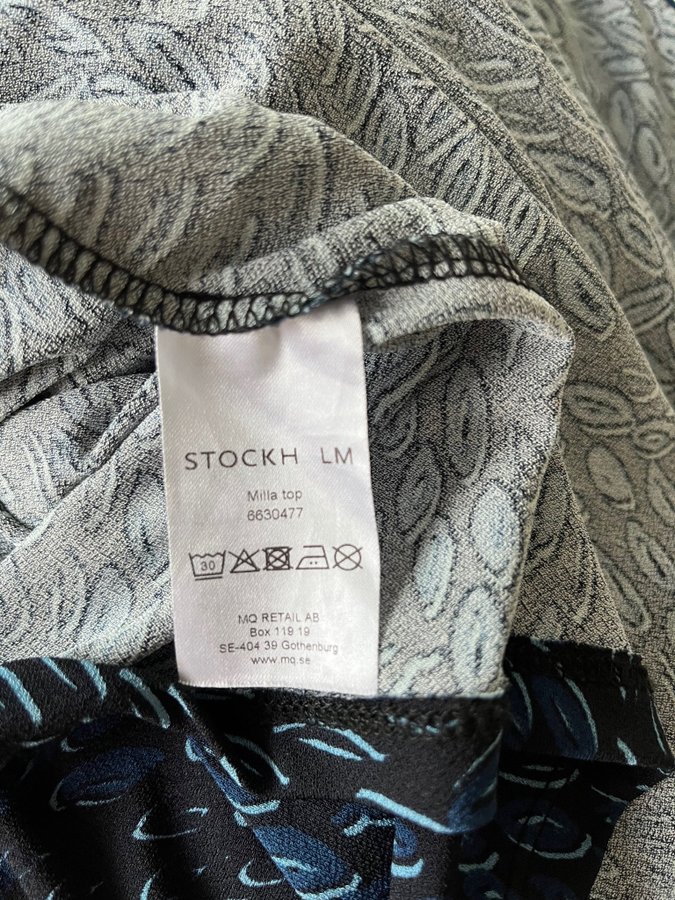 STOCKH LM
Milla top
6630477
30
MQ RETAIL AB
Box 119 19
SE-404 39 Gothenburg
www.mq.se